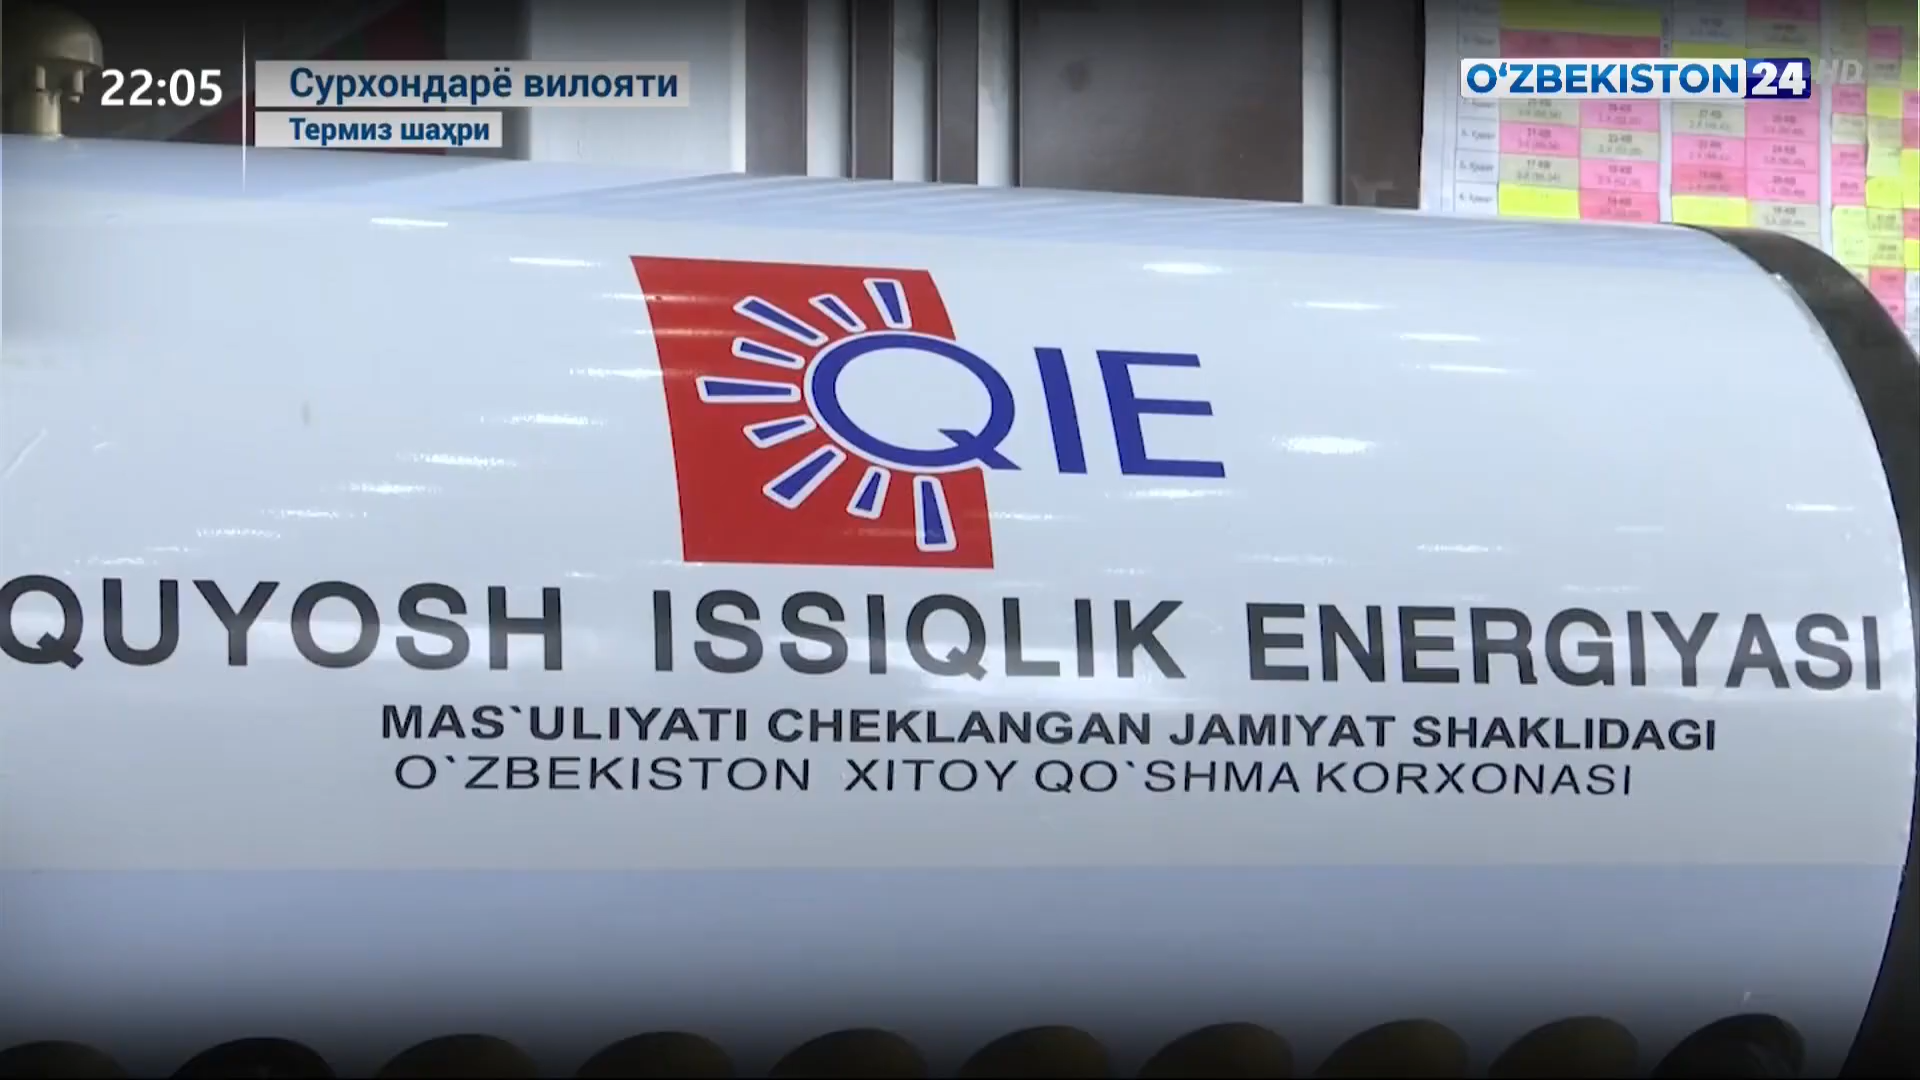 22:05
Сурхондарё вилояти
Термиз шаҳри
O‘ZBEKISTON 24 HD
QIE
QUYOSH ISSIQLIK ENERGIYASI
MAS`ULIYATI CHEKLANGAN JAMIYAT SHAKLIDAGI
O`ZBEKISTON XITOY QO`SHMA KORXONASI